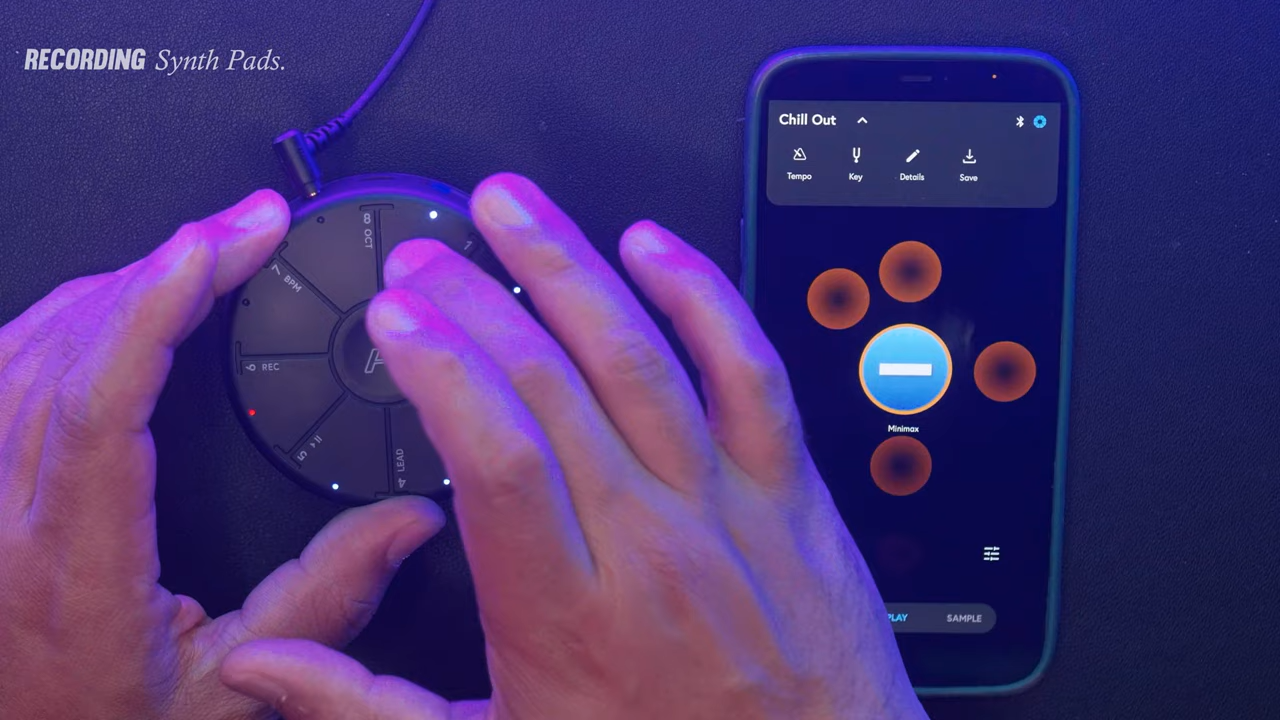 RECORDING Synth Pads.
Chill Out
Tempo Key Details Save
8 OCT
1
7 BPM
6 REC
5
LEAD
4
Minimax
PLAY SAMPLE